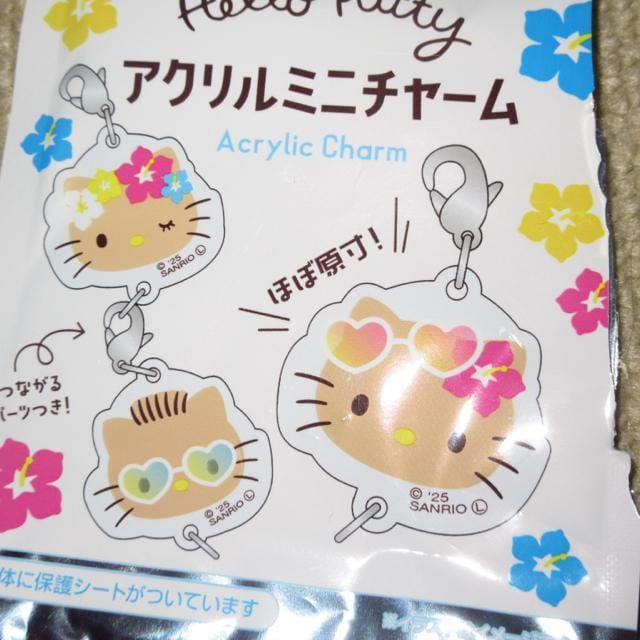 Hello Kitty
アクリルミニチャーム
Acrylic Charm
© '25
SANRIO Ⓛ
ほぼ原寸!
つながる
パーツつき!
© '25
SANRIO Ⓛ
© '25
SANRIO Ⓛ
体に保護シートがついています